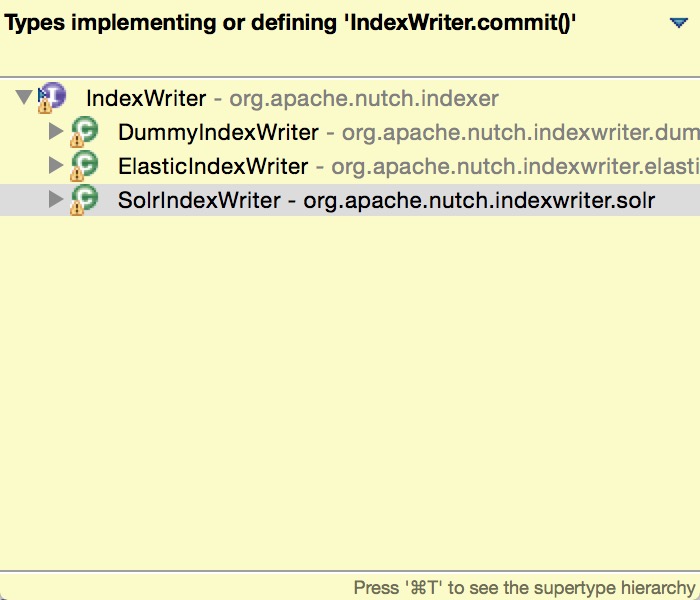 Types implementing or defining 'IndexWriter.commit()'
IndexWriter - org.apache.nutch.indexer
DummyIndexWriter - org.apache.nutch.indexwriter.dum
ElasticIndexWriter - org.apache.nutch.indexwriter.elasti
SolrIndexWriter - org.apache.nutch.indexwriter.solr
Press '⌘T' to see the supertype hierarchy